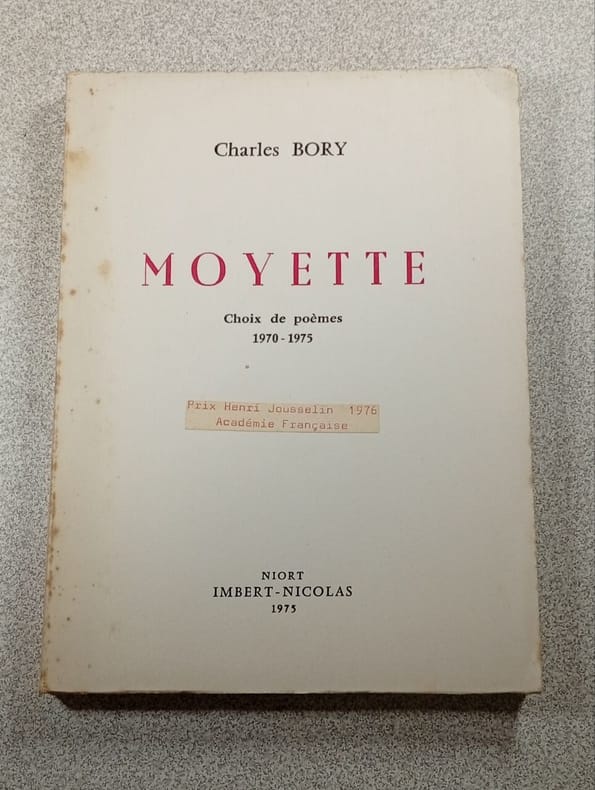 Charles BORY
MOYETTE
Choix de poèmes
1970-1975
Prix Henri Jousselin 1976
Académie Française
NIORT
IMBERT-NICOLAS
1975